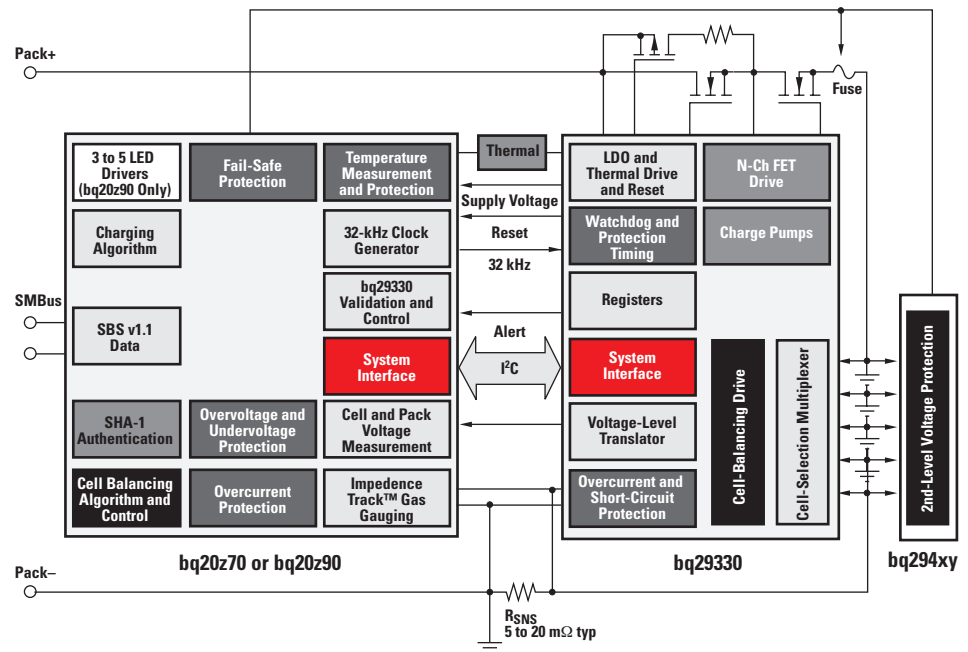 Pack+
Fuse
3 to 5 LED
Drivers
(bq20z90 Only)
Fail-Safe
Protection
Temperature
Measurement
and Protection
Charging
Algorithm
32-kHz Clock
Generator
bq29330
Validation and
Control
SMBus
SBS v1.1
Data
System
Interface
SHA-1
Authentication
Overvoltage and
Undervoltage
Protection
Cell and Pack
Voltage
Measurement
Cell Balancing
Algorithm and
Control
Overcurrent
Protection
Impedence
Track™ Gas
Gauging
bq20z70 or bq20z90
Thermal
Supply Voltage
Reset
32 kHz
Alert
I²C
LDO and
Thermal Drive
and Reset
N-Ch FET
Drive
Watchdog and
Protection
Timing
Charge Pumps
Registers
System
Interface
Voltage-Level
Translator
Overcurrent and
Short-Circuit
Protection
Cell-Balancing Drive
Cell-Selection Multiplexer
bq29330
2nd-Level Voltage Protection
bq294xy
Pack–
RSNS
5 to 20 mΩ typ